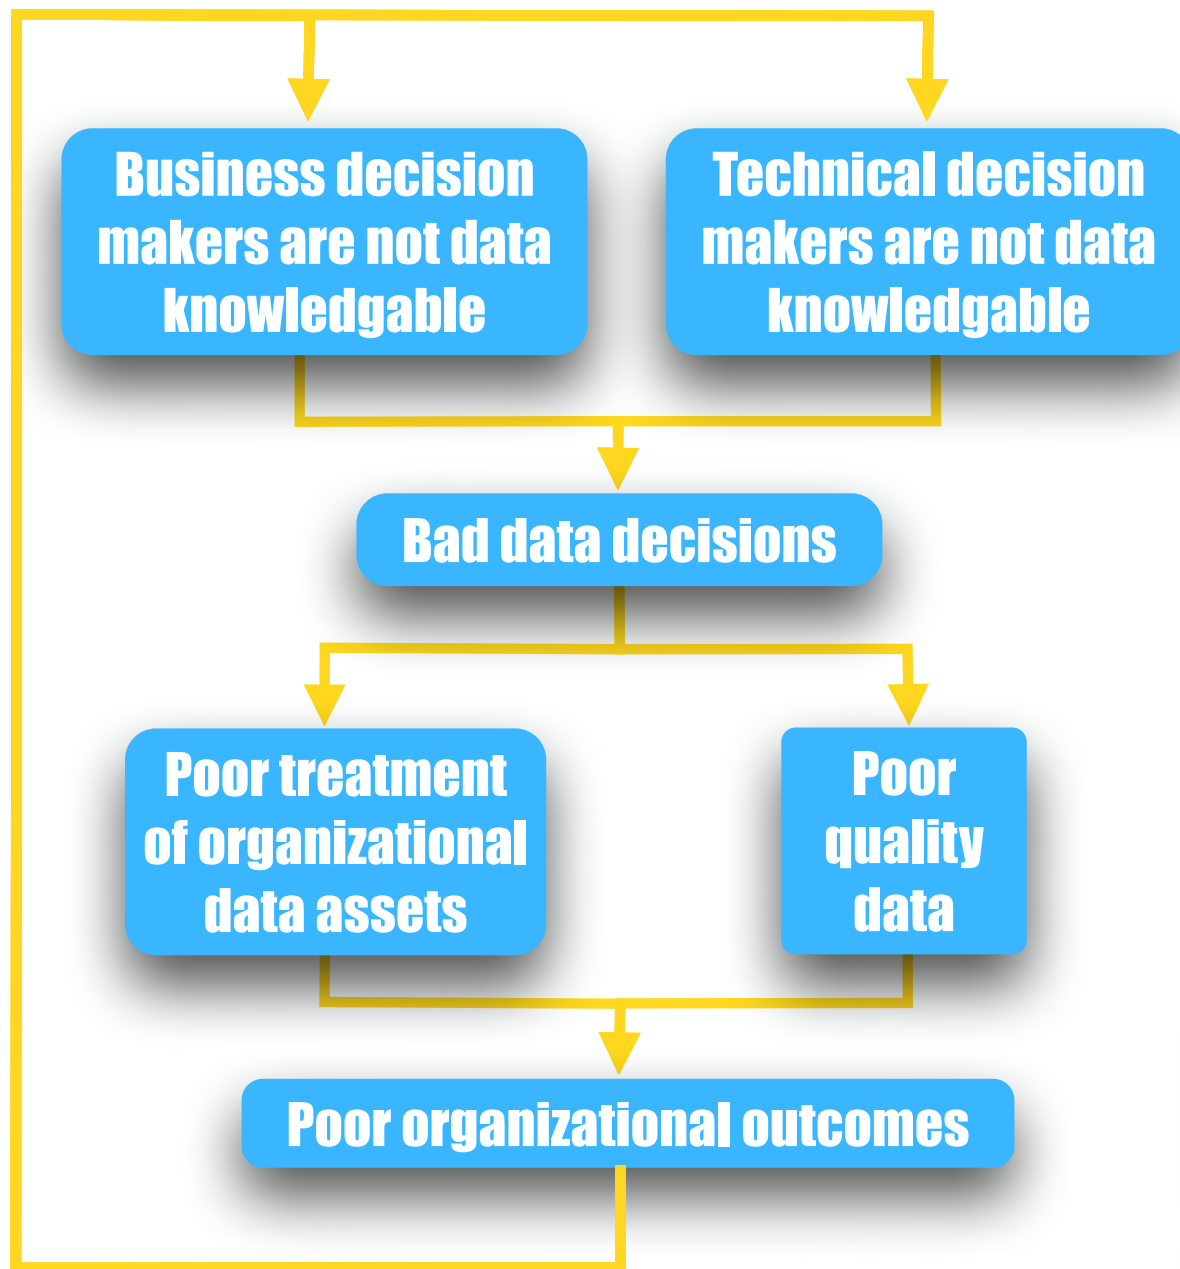 Business decision
makers are not data
knowledgable
Technical decision
makers are not data
knowledgable
Bad data decisions
Poor treatment
of organizational
data assets
Poor
quality
data
Poor organizational outcomes